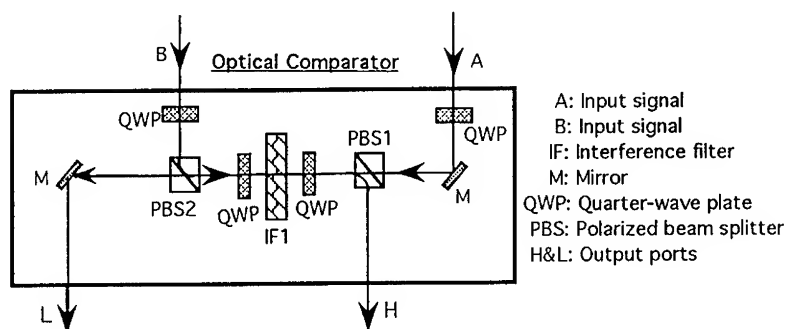 B
Optical Comparator
A
QWP
QWP
PBS1
M
PBS2
QWP
QWP
M
IF1
L
H
A: Input signal
B: Input signal
IF: Interference filter
M: Mirror
QWP: Quarter-wave plate
PBS: Polarized beam splitter
H&L: Output ports